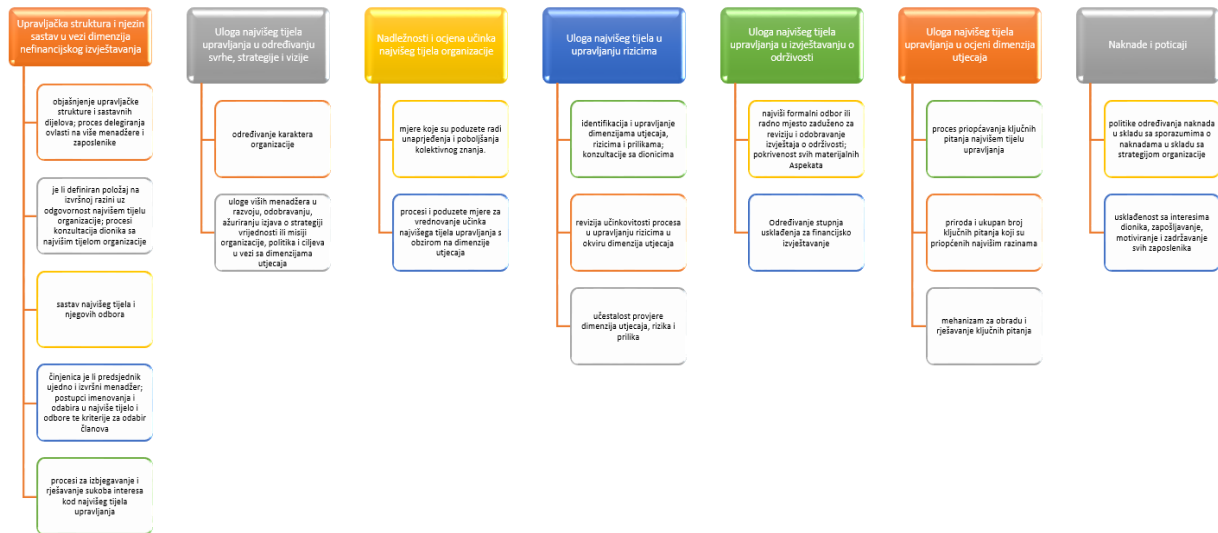 Upravljačka struktura i njezin
sastav u vezi dimenzija
nefinancijskog izvještavanja
objašnjenje upravljačke
strukture i sastavnih
dijelova; proces delegiranja
ovlasti na više menadžere i
zaposlenike
je li definiran položaj na
izvršnoj razini uz
odgovornost najvišem tijelu
organizacije; procesi
konzultacija dionika sa
najvišim tijelom organizacije
sastav najvišeg tijela i
njegovih odbora
činjenica je li predsjednik
ujedno i izvršni menadžer;
postupci imenovanja i
odabira u najviše tijelo i
odbore te kriterije za odabir
članova
procesi za izbjegavanje i
rješavanje sukoba interesa
kod najvišeg tijela
upravljanja
Uloga najvišeg tijela
upravljanja u određivanju
svrhe, strategije i vizije
određivanje karaktera
organizacije
uloge viših menadžera u
razvoju, odobravanju,
ažuriranju izjava o strategiji
vrijednosti ili misiji
organizacije, politika i ciljeva
u vezi sa dimenzijama
utjecaja
Nadležnosti i ocjena učinka
najvišeg tijela organizacije
mjere koje su poduzete radi
unaprjeđenja i poboljšanja
kolektivnog znanja.
procesi i poduzete mjere za
vrednovanje učinka
najvišega tijela upravljanja s
obzirom na dimenzije
utjecaja
Uloga najvišeg tijela u
upravljanju rizicima
identifikacija i upravljanje
dimenzijama utjecaja,
rizicima i prilikama;
konzultacije sa dionicima
revizija učinkovitosti procesa
u upravljanju rizicima u
okviru dimenzija utjecaja
učestalost provjere
dimenzija utjecaja, rizika i
prilika
Uloga najvišeg tijela
upravljanja u izvještavanju o
održivosti
najviši formalni odbor ili
radno mjesto zaduženo za
reviziju i odobravanje
izvještaja o održivosti;
pokrivenost svih materijalnih
Aspekata
Određivanje stupnja
usklađenja za financijsko
izvještavanje
Uloga najvišeg tijela
upravljanja u ocjeni dimenzija
utjecaja
proces priopćavanja ključnih
pitanja najvišem tijelu
upravljanja
priroda i ukupan broj
ključnih pitanja koji su
priopćenih najvišim razinama
mehanizam za obradu i
rješavanje ključnih pitanja
Naknade i poticaji
politike određivanja naknada
u skladu sa sporazumima o
naknadama u skladu sa
strategijom organizacije
usklađenost sa interesima
dionika, zapošljavanje,
motiviranje i zadržavanje
svih zaposlenika